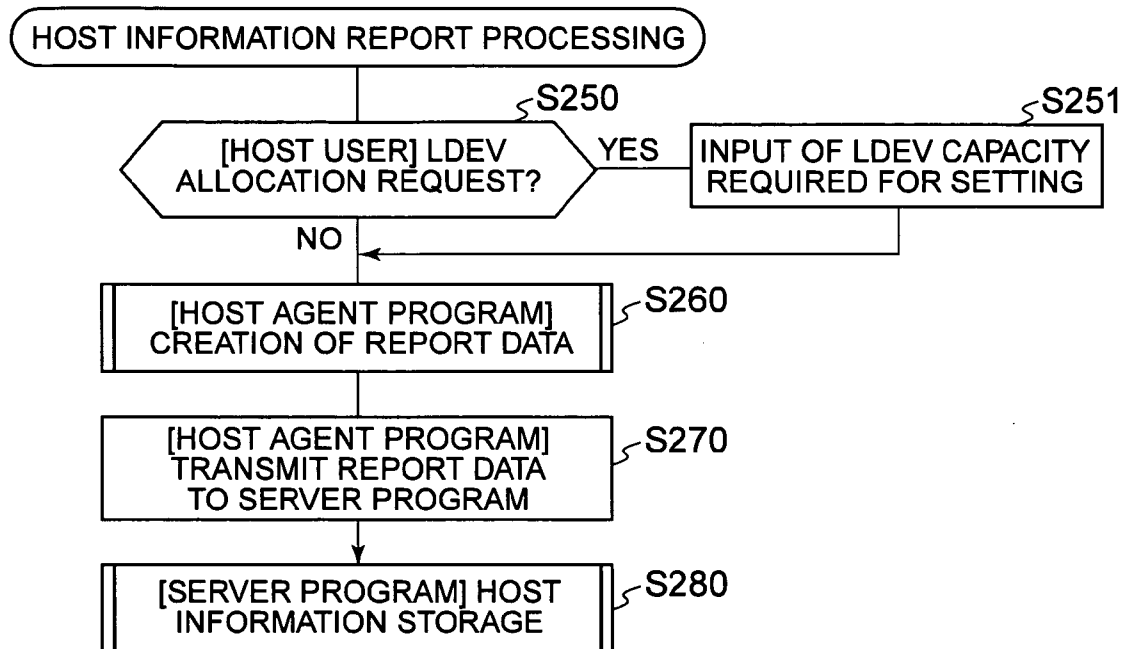 HOST INFORMATION REPORT PROCESSING
S250
[HOST USER] LDEV
ALLOCATION REQUEST?
YES
S251
INPUT OF LDEV CAPACITY
REQUIRED FOR SETTING
NO
S260
[HOST AGENT PROGRAM]
CREATION OF REPORT DATA
S270
[HOST AGENT PROGRAM]
TRANSMIT REPORT DATA
TO SERVER PROGRAM
S280
[SERVER PROGRAM] HOST
INFORMATION STORAGE